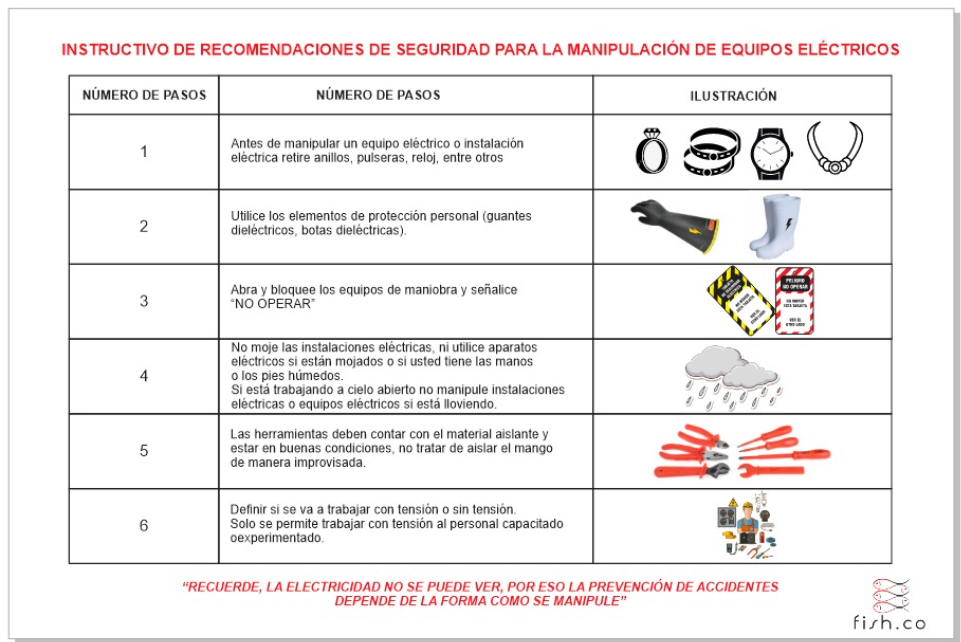 INSTRUCTIVO DE RECOMENDACIONES DE SEGURIDAD PARA LA MANIPULACIÓN DE EQUIPOS ELÉCTRICOS
NÚMERO DE PASOS
NÚMERO DE PASOS
ILUSTRACIÓN
1
Antes de manipular un equipo eléctrico o instalación
eléctrica retire anillos, pulseras, reloj, entre otros
2
Utilice los elementos de protección personal (guantes
dieléctricos, botas dieléctricas).
3
Abra y bloquee los equipos de maniobra y señalice
“NO OPERAR”
PELIGRO
NO OPERAR
VER EL
OTRO LADO
4
No moje las instalaciones eléctricas, ni utilice aparatos
eléctricos si están mojados o si usted tiene las manos
o los pies húmedos.
Si está trabajando a cielo abierto no manipule instalaciones
eléctricas o equipos eléctricos si está lloviendo.
5
Las herramientas deben contar con el material aislante y
estar en buenas condiciones, no tratar de aislar el mango
de manera improvisada.
6
Definir si se va a trabajar con tensión o sin tensión.
Solo se permite trabajar con tensión al personal capacitado
oexperimentado.
“RECUERDE, LA ELECTRICIDAD NO SE PUEDE VER, POR ESO LA PREVENCIÓN DE ACCIDENTES
DEPENDE DE LA FORMA COMO SE MANIPULE”
fish.co